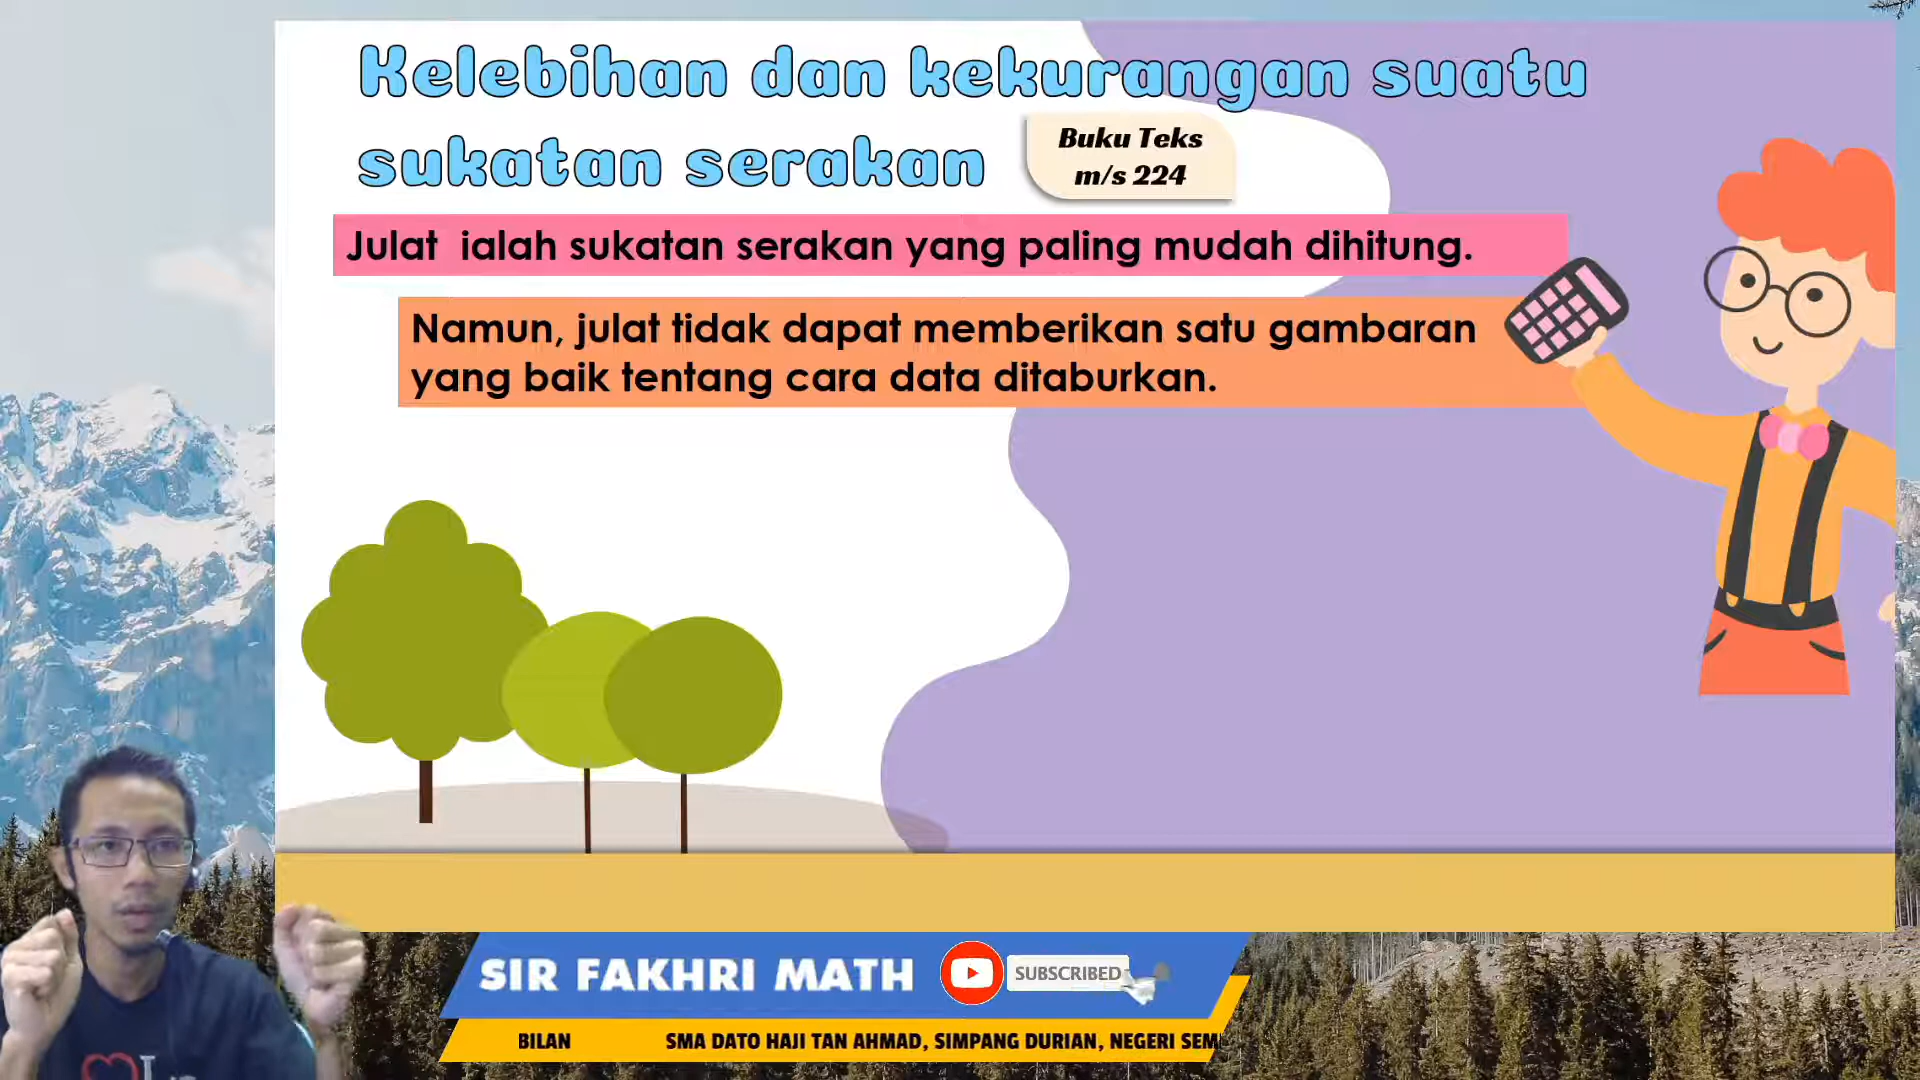 Kelebihan dan kekurangan suatu
sukatan serakan
Buku Teks
m/s 224
Julat ialah sukatan serakan yang paling mudah dihitung.
Namun, julat tidak dapat memberikan satu gambaran
yang baik tentang cara data ditaburkan.
SIR FAKHRI MATH
SUBSCRIBED
BILAN SMA DATO HAJI TAN AHMAD, SIMPANG DURIAN, NEGERI SEM